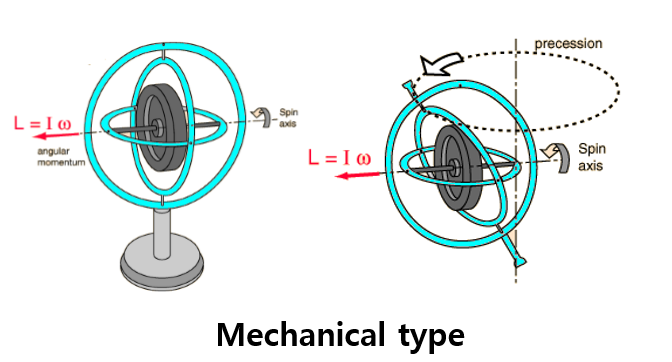 L = I ω
angular
momentum
Spin
axis
precession
L = I ω
Spin
axis
Mechanical type